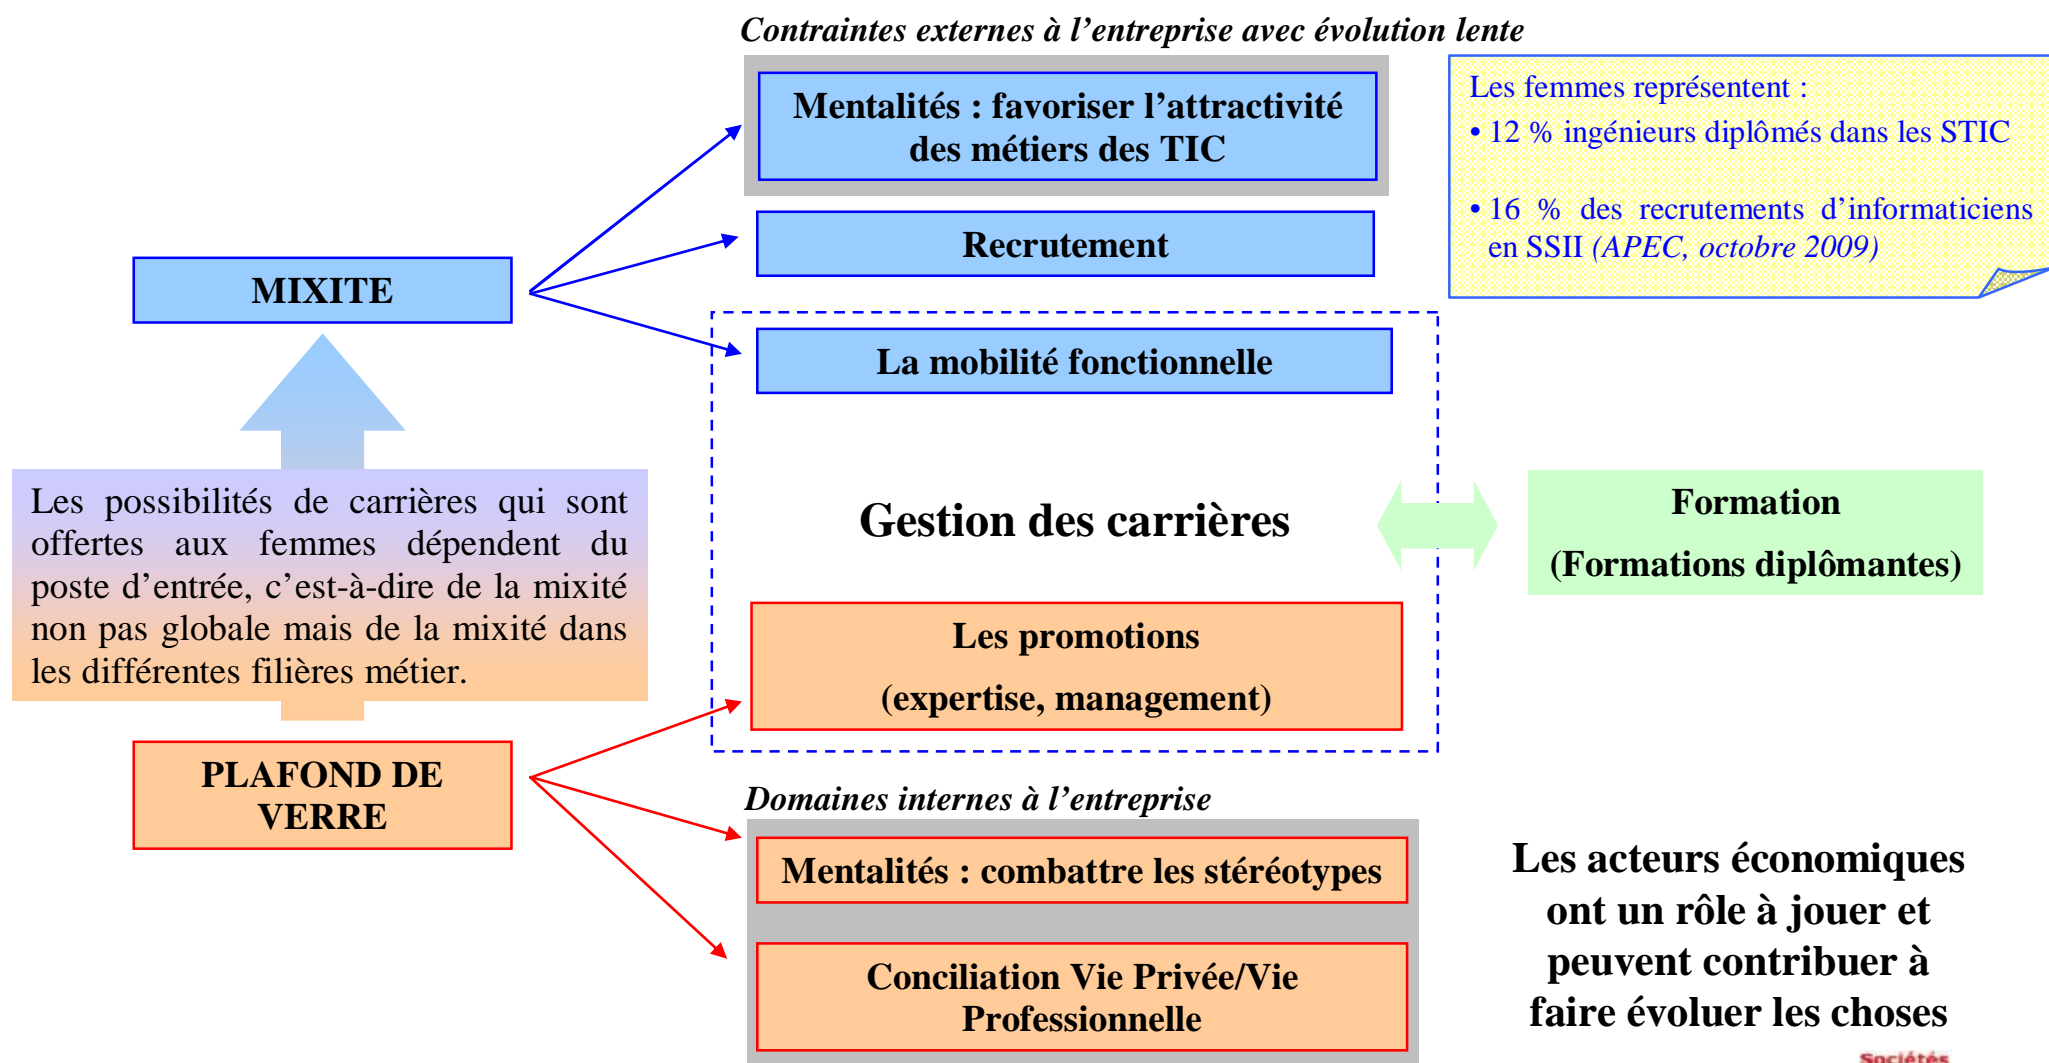 Contraintes externes à l’entreprise avec évolution lente
Mentalités : favoriser l’attractivité
des métiers des TIC
Recrutement
La mobilité fonctionnelle
Les femmes représentent :
• 12 % ingénieurs diplômés dans les STIC
• 16 % des recrutements d’informaticiens
en SSII (APEC, octobre 2009)
MIXITE
Les possibilités de carrières qui sont
offertes aux femmes dépendent du
poste d’entrée, c’est-à-dire de la mixité
non pas globale mais de la mixité dans
les différentes filières métier.
Gestion des carrières
Formation
(Formations diplômantes)
Les promotions
(expertise, management)
PLAFOND DE
VERRE
Domaines internes à l’entreprise
Mentalités : combattre les stéréotypes
Conciliation Vie Privée/Vie
Professionnelle
Les acteurs économiques
ont un rôle à jouer et
peuvent contribuer à
faire évoluer les choses
Sociétés